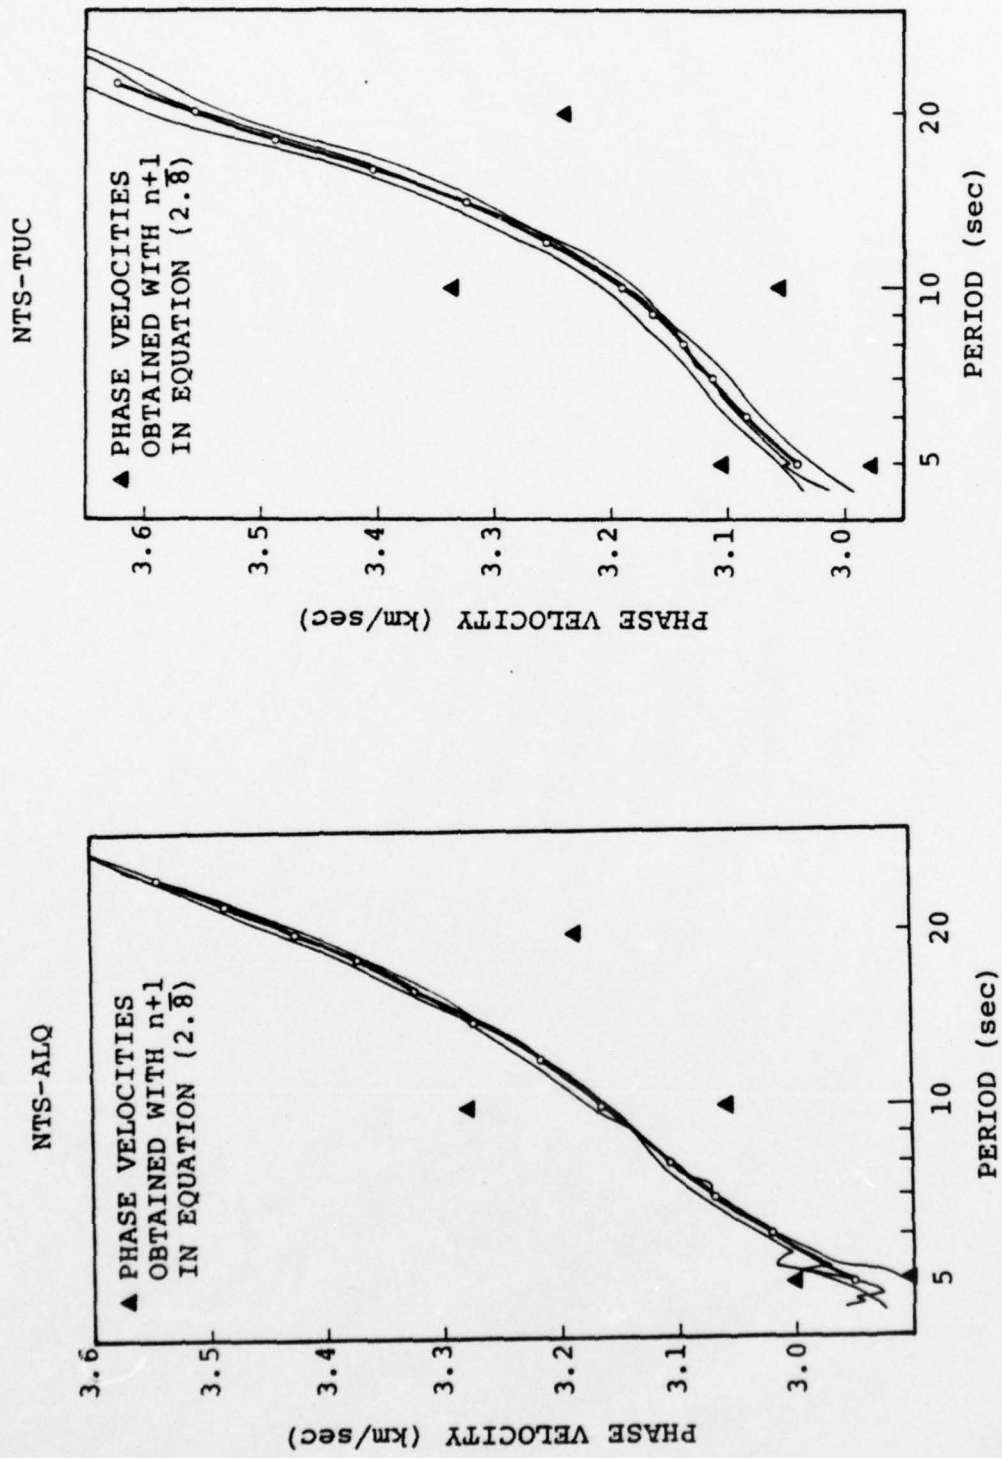 NTS-ALQ
▲ PHASE VELOCITIES
OBTAINED WITH n+1
IN EQUATION (2.8̅)
PHASE VELOCITY (km/sec)
3.6
3.5
3.4
3.3
3.2
3.1
3.0
5
10
20
PERIOD (sec)
NTS-TUC
▲ PHASE VELOCITIES
OBTAINED WITH n+1
IN EQUATION (2.8̅)
PHASE VELOCITY (km/sec)
3.6
3.5
3.4
3.3
3.2
3.1
3.0
5
10
20
PERIOD (sec)